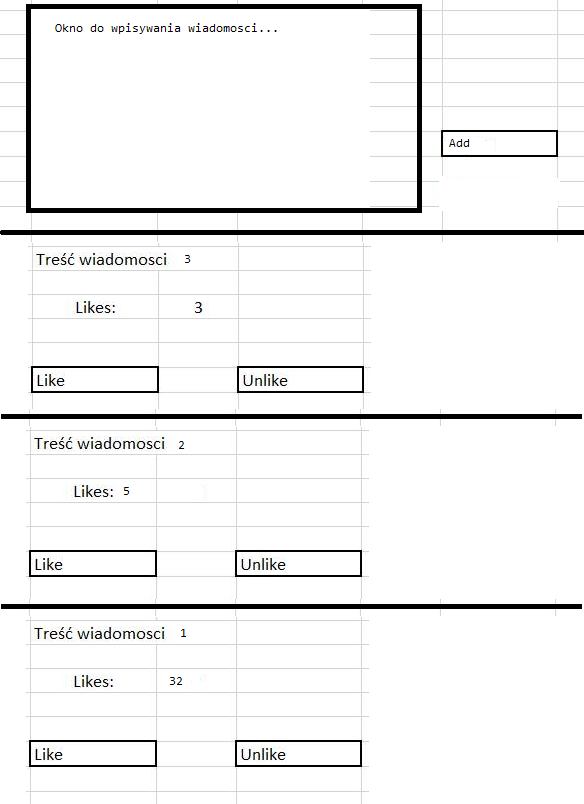 Okno do wpisywania wiadomosci...
Add
Treść wiadomosci 3
Likes: 3
Like Unlike
Treść wiadomosci 2
Likes: 5
Like Unlike
Treść wiadomosci 1
Likes: 32
Like Unlike